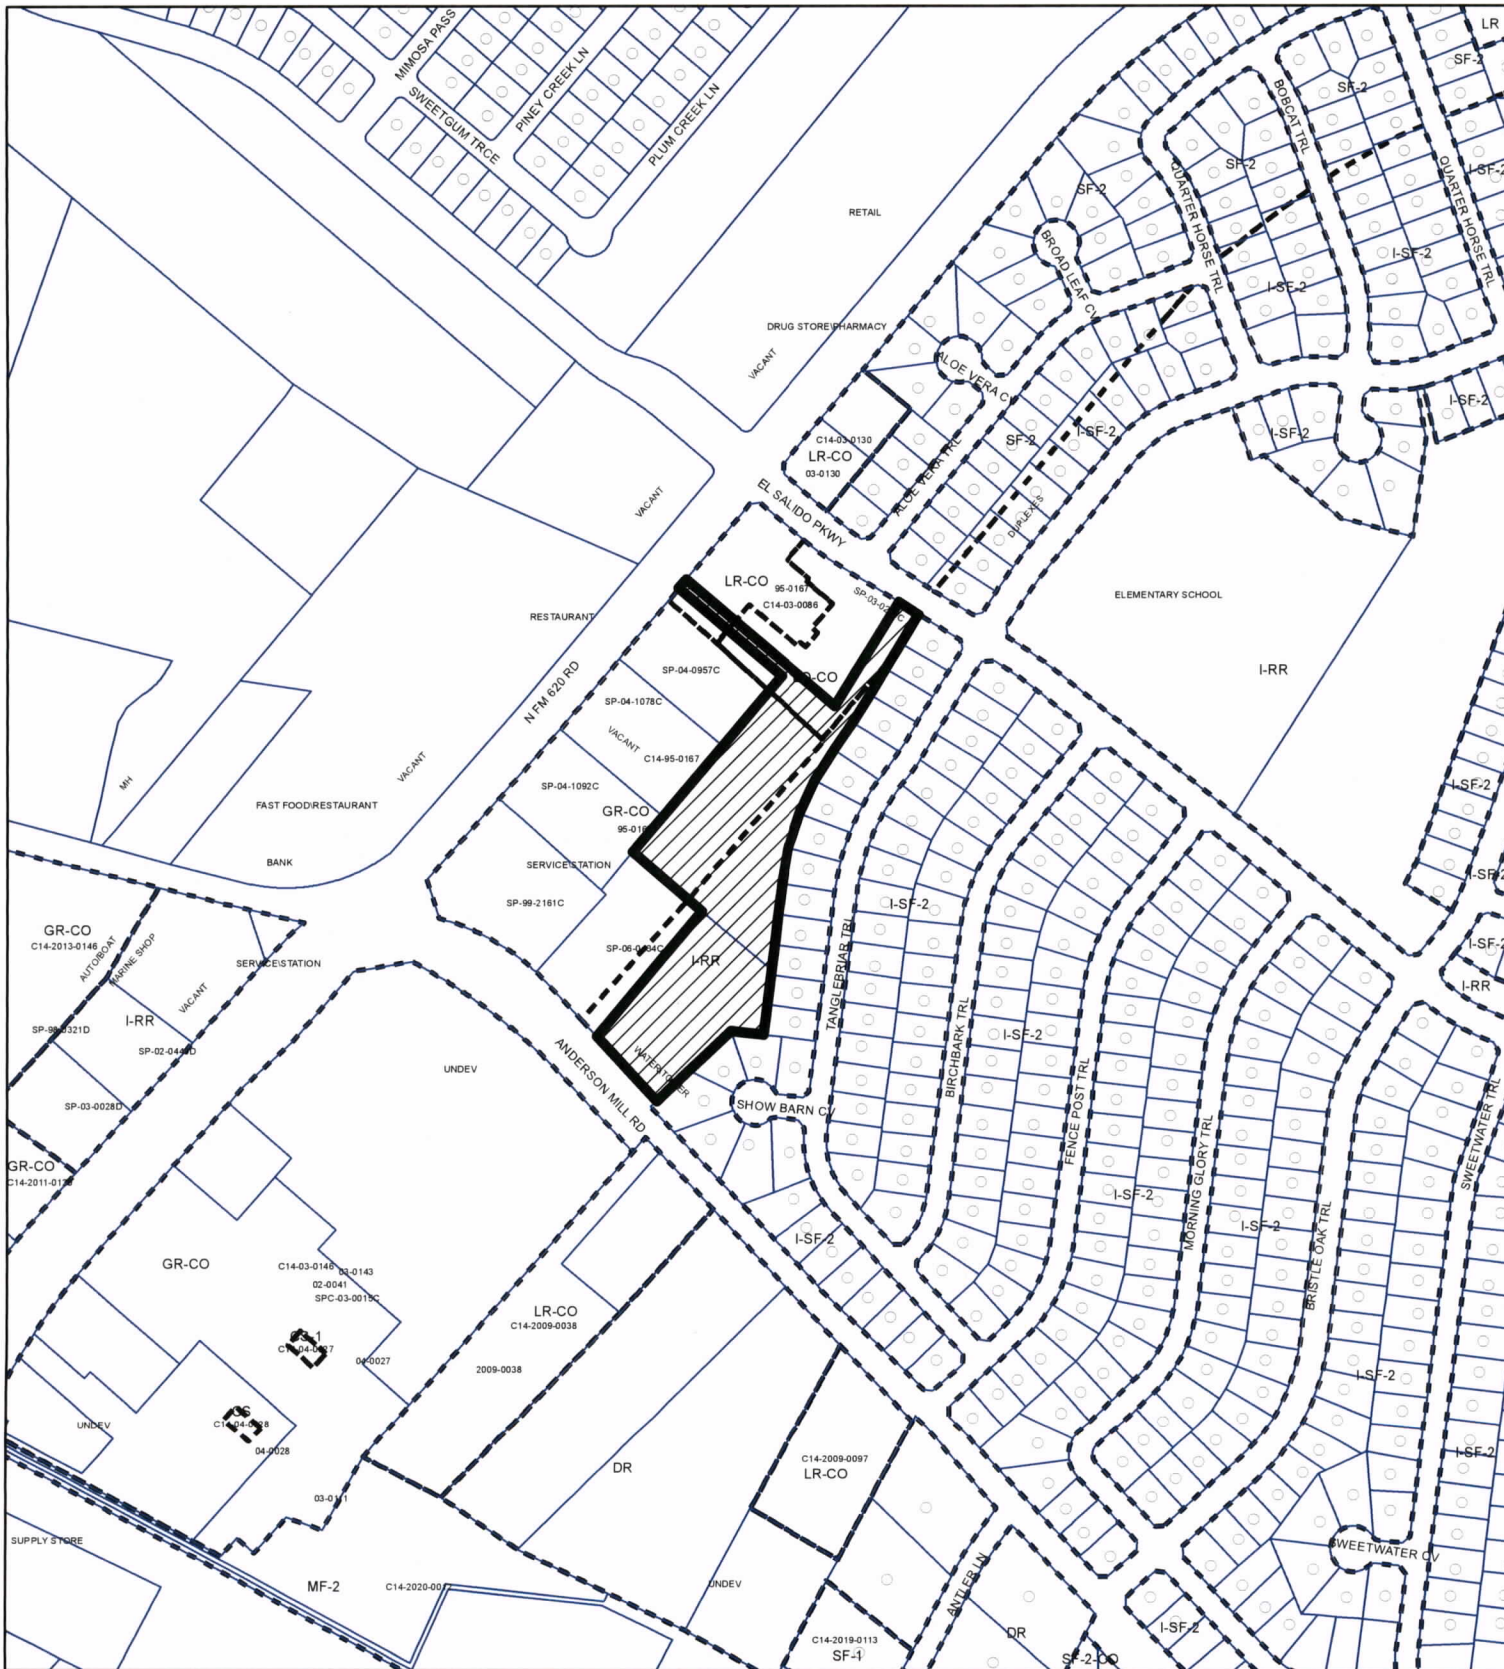 MIMOSA PASS
SWEETGUM TRCE
PINEY CREEK LN
PLUM CREEK LN
LR
SF-2
SF-2
BOBCAT TRL
SF-2
QUARTER HORSE TRL
QUARTER HORSE TRL
I-SF-2
SF-2
RETAIL
BROAD LEAF CV
I-SF-2
I-SF-2
DRUG STORE\PHARMACY
VACANT
ALOE VERA C
I-SF-2
C14-03-0130
LR-CO
03-0130
SF-2
I-SF-2
I-SF-2
ALOE VERA TRL
VACANT
EL SALIDO PKWY
DUPLEXES
LR-CO
95-0167
C14-03-0086
ELEMENTARY SCHOOL
RESTAURANT
SP-04-0957C
I-RR
N FM 620 RD
SP-04-1078C
VACANT
C14-95-0167
MH
VACANT
SP-04-1092C
I-SF-2
FAST FOOD\RESTAURANT
GR-CO
BANK
SERVICE\STATION
I-SF-2
SP-99-2161C
I-SF-2
GR-CO
C14-2013-0146
AUTO/BOAT
MARINE SHOP
SERVICE\STATION
I-RR
TANGLEBRIAR TRL
I-SF-2
VACANT
I-RR
I-RR
SP-02-0444D
I-SF-2
UNDEV
ANDERSON MILL RD
WATER TOWER
BIRCHBARK TRL
FENCE POST TRL
SP-03-0028D
SHOW BARN CV
MORNING GLORY TRL
SWEETWATER TRL
GR-CO
I-SF-2
I-SF-2
I-SF-2
BRISTLE OAK TRL
GR-CO
C14-03-0146
03-0143
02-0041
SPC-03-0015C
LR-CO
C14-2009-0038
04-0027
2009-0038
I-SF-2
UNDEV
04-0028
C14-2009-0097
LR-CO
DR
I-SF-2
SUPPLY STORE
SWEETWATER CV
MF-2
UNDEV
ANTLER LN
C14-2019-0113
SF-1
DR
I-SF-2
SF-2-CO